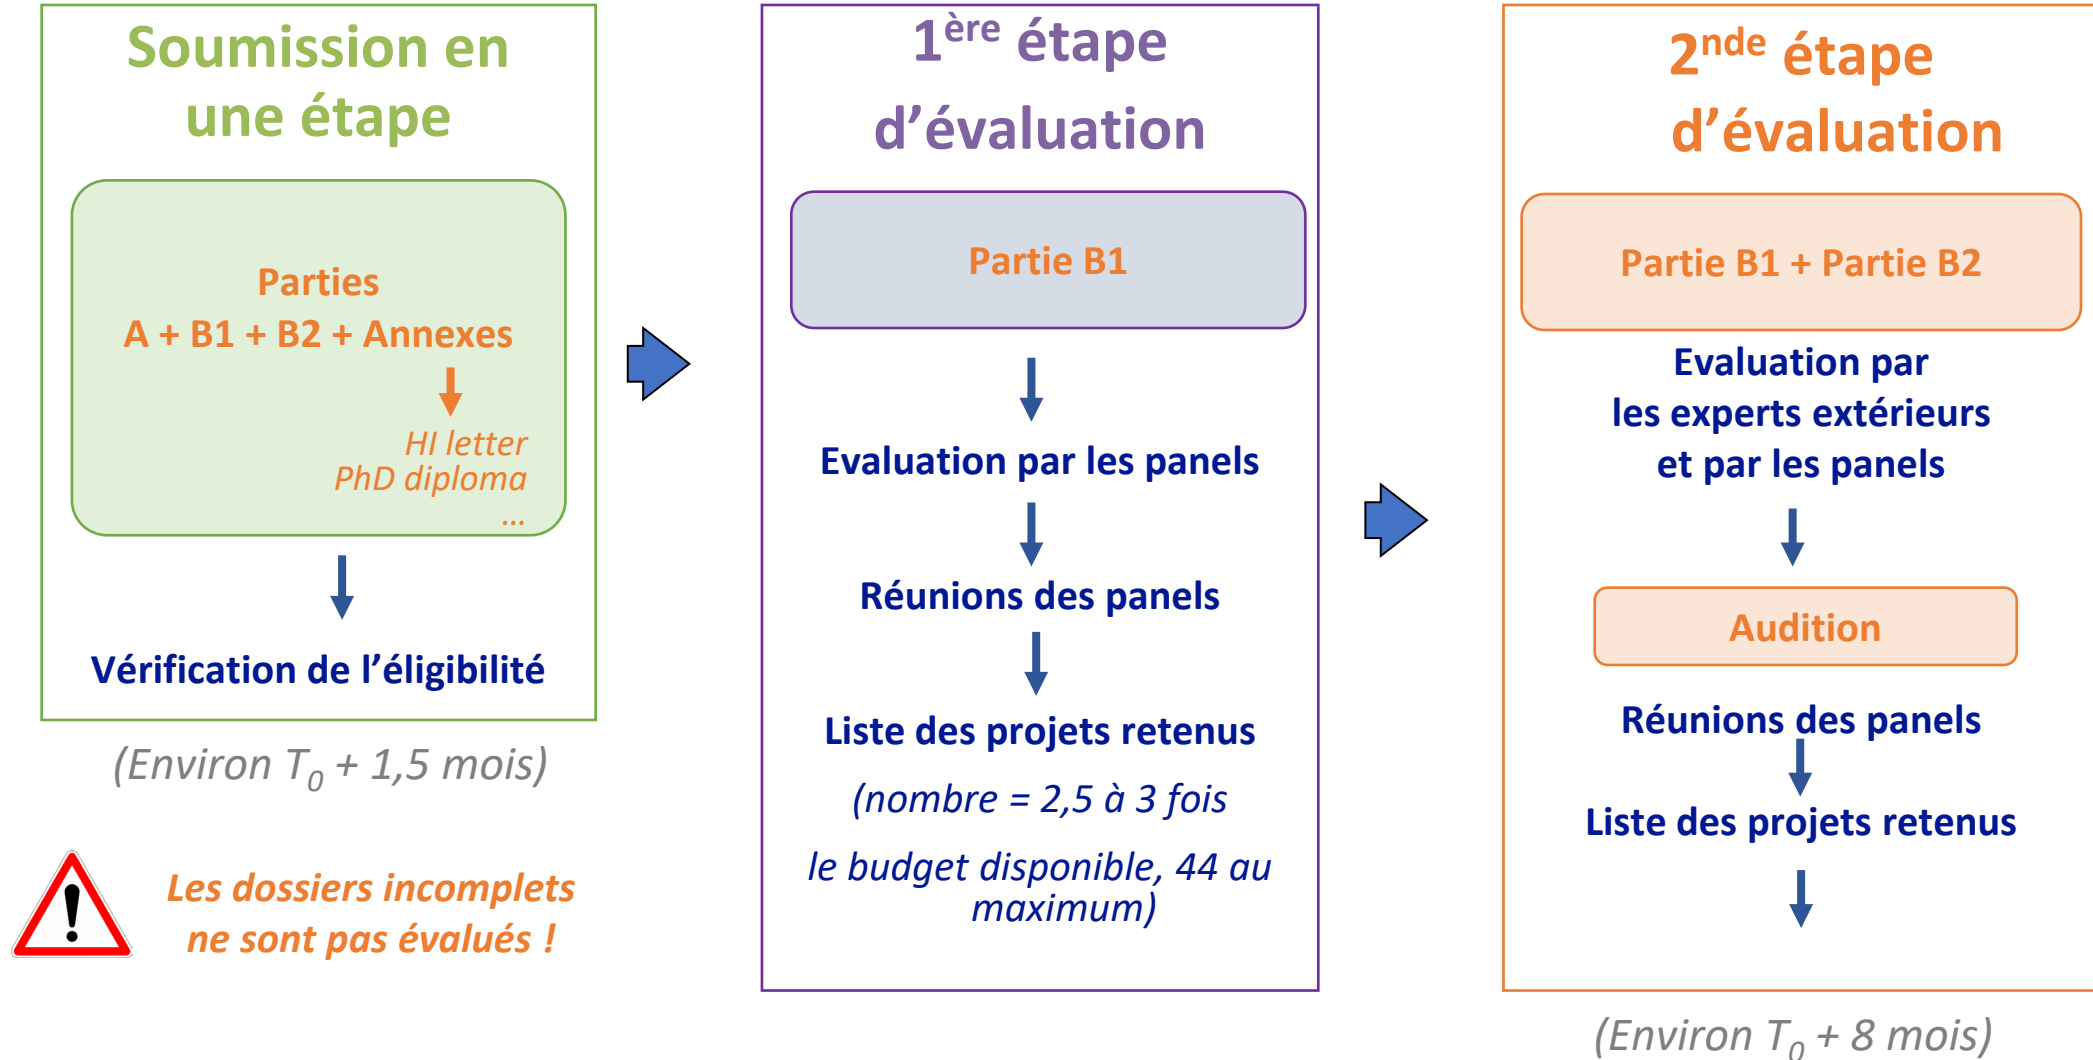 Soumission en
une étape
Parties
A + B1 + B2 + Annexes
HI letter
PhD diploma
...
Vérification de l’éligibilité
(Environ T0 + 1,5 mois)
Les dossiers incomplets
ne sont pas évalués !
1ère étape
d’évaluation
Partie B1
Evaluation par les panels
Réunions des panels
Liste des projets retenus
(nombre = 2,5 à 3 fois
le budget disponible, 44 au
maximum)
2nde étape
d’évaluation
Partie B1 + Partie B2
Evaluation par
les experts extérieurs
et par les panels
Audition
Réunions des panels
Liste des projets retenus
(Environ T0 + 8 mois)